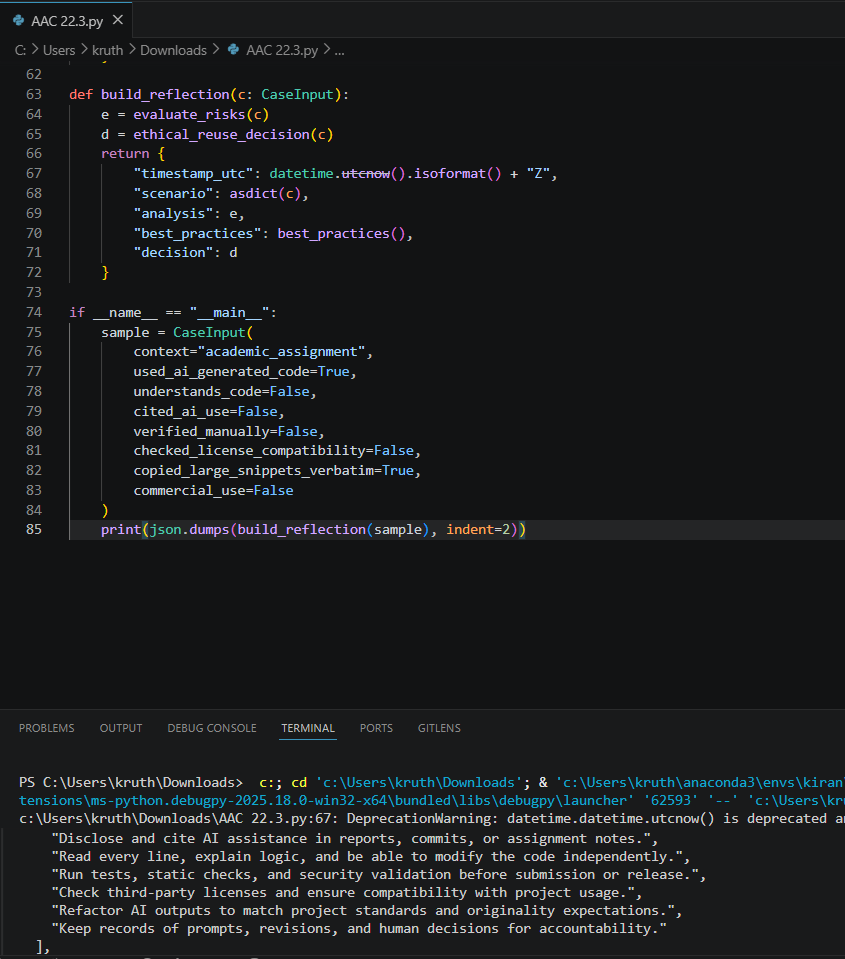 AAC 22.3.py ×
C: > Users > kruth > Downloads > AAC 22.3.py > ...
62
63 def build_reflection(c: CaseInput):
64     e = evaluate_risks(c)
65     d = ethical_reuse_decision(c)
66     return {
67         "timestamp_utc": datetime.utcnow().isoformat() + "Z",
68         "scenario": asdict(c),
69         "analysis": e,
70         "best_practices": best_practices(),
71         "decision": d
72     }
73
74 if __name__ == "__main__":
75     sample = CaseInput(
76         context="academic_assignment",
77         used_ai_generated_code=True,
78         understands_code=False,
79         cited_ai_use=False,
80         verified_manually=False,
81         checked_license_compatibility=False,
82         copied_large_snippets_verbatim=True,
83         commercial_use=False
84     )
85     print(json.dumps(build_reflection(sample), indent=2))
PROBLEMS OUTPUT DEBUG CONSOLE TERMINAL PORTS GITLENS
PS C:\Users\kruth\Downloads>  c:; cd 'c:\Users\kruth\Downloads'; & 'c:\Users\kruth\anaconda3\envs\kiran
tensions\ms-python.debugpy-2025.18.0-win32-x64\bundled\libs\debugpy\launcher' '62593' '--' 'c:\Users\kr
c:\Users\kruth\Downloads\AAC 22.3.py:67: DeprecationWarning: datetime.datetime.utcnow() is deprecated a
    "Disclose and cite AI assistance in reports, commits, or assignment notes.",
    "Read every line, explain logic, and be able to modify the code independently.",
    "Run tests, static checks, and security validation before submission or release.",
    "Check third-party licenses and ensure compatibility with project usage.",
    "Refactor AI outputs to match project standards and originality expectations.",
    "Keep records of prompts, revisions, and human decisions for accountability."
  ],